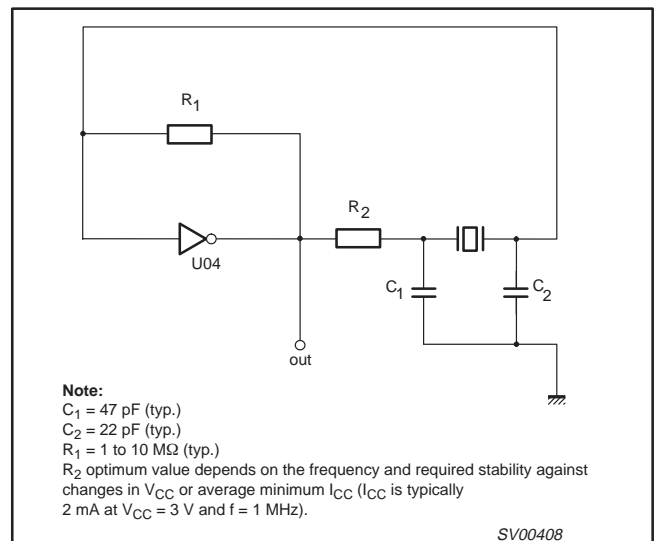 R1
R2
U04
C1
C2
out
Note:
C1 = 47 pF (typ.)
C2 = 22 pF (typ.)
R1 = 1 to 10 MΩ (typ.)
R2 optimum value depends on the frequency and required stability against
changes in VCC or average minimum ICC (ICC is typically
2 mA at VCC = 3 V and f = 1 MHz).
SV00408